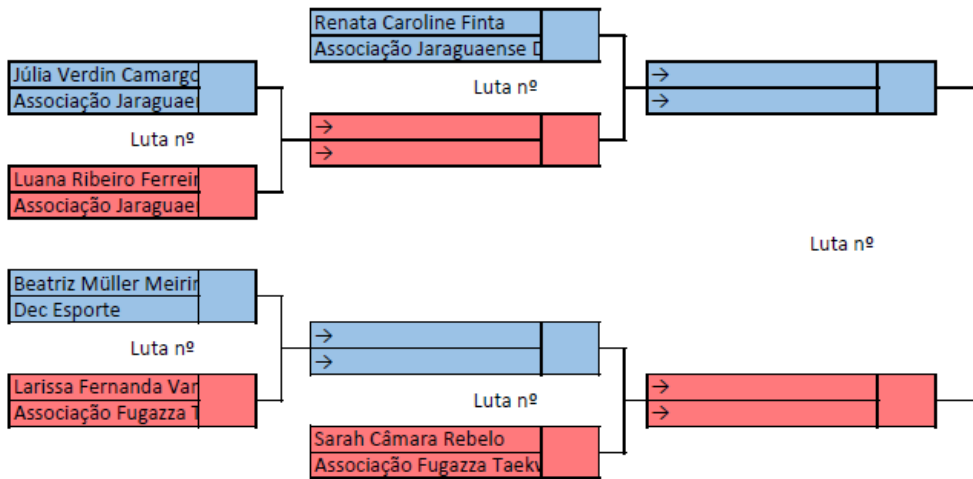 Renata Caroline Finta
Associação Jaraguaense D
Júlia Verdin Camargo
Associação Jaraguae
Luta nº
Luta nº
Luana Ribeiro Ferreir
Associação Jaraguae
→
→
→
→
Luta nº
Beatriz Müller Meirin
Dec Esporte
Luta nº
Larissa Fernanda Var
Associação Fugazza T
→
→
Luta nº
Sarah Câmara Rebelo
Associação Fugazza Taekw
→
→